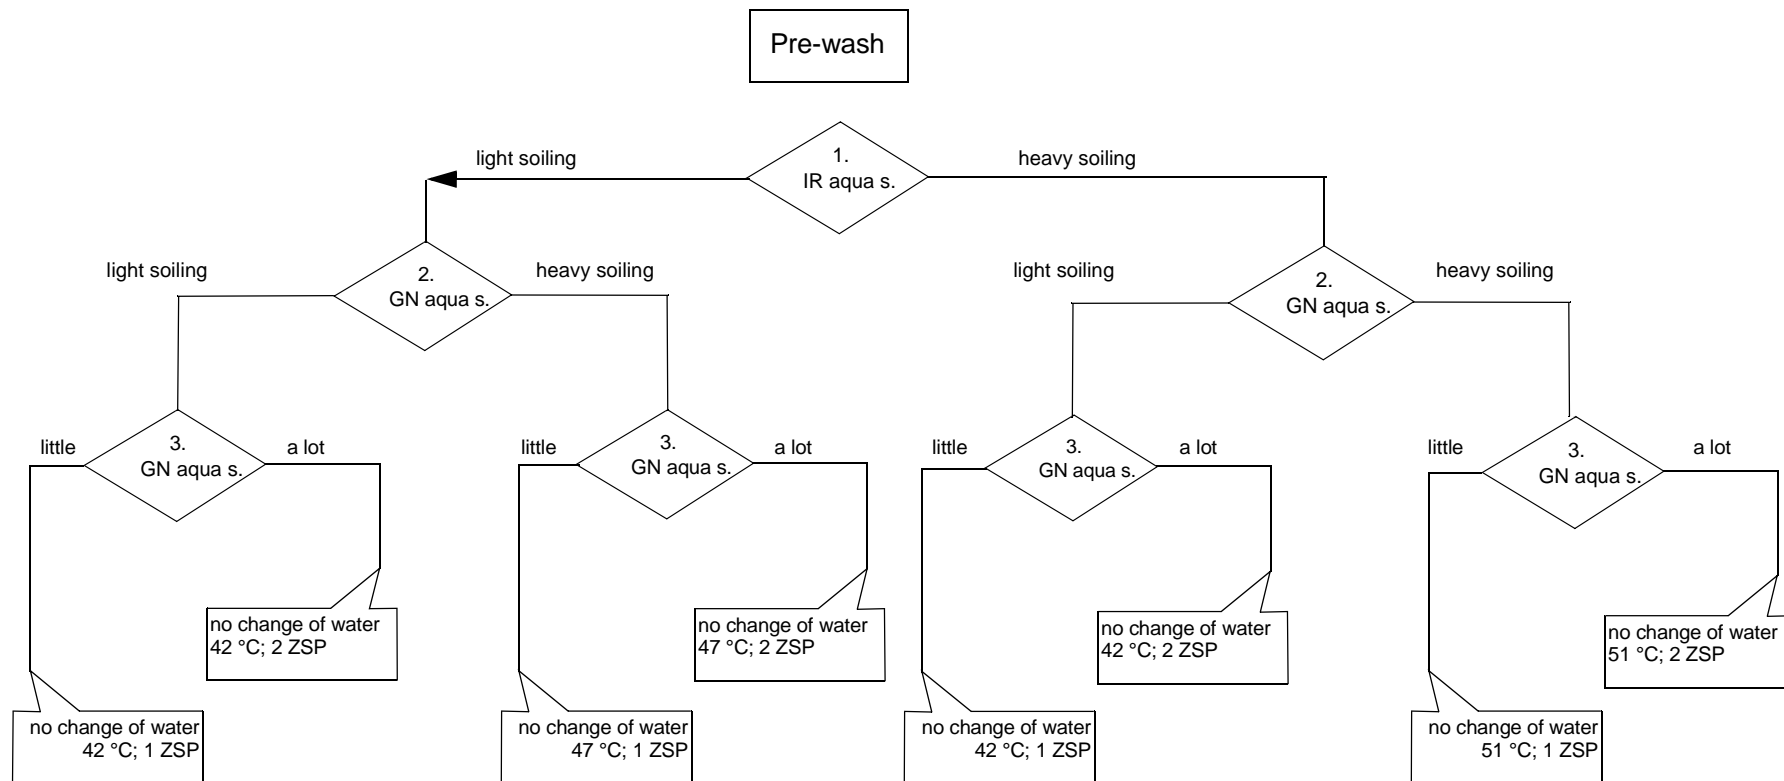 Pre-wash
light soiling
1.
IR aqua s.
heavy soiling
light soiling
2.
GN aqua s.
heavy soiling
light soiling
2.
GN aqua s.
heavy soiling
little
3.
GN aqua s.
a lot
little
3.
GN aqua s.
a lot
little
3.
GN aqua s.
a lot
little
3.
GN aqua s.
a lot
no change of water
42 °C; 2 ZSP
no change of water
47 °C; 2 ZSP
no change of water
42 °C; 2 ZSP
no change of water
51 °C; 2 ZSP
no change of water
42 °C; 1 ZSP
no change of water
47 °C; 1 ZSP
no change of water
42 °C; 1 ZSP
no change of water
51 °C; 1 ZSP